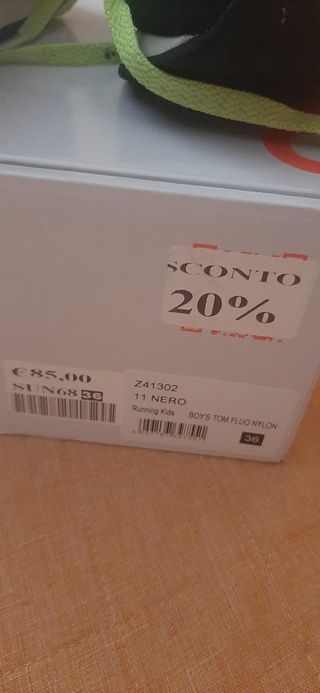 SCONTO
20%
€85,00
SUN68 36
Z41302
11 NERO
Running Kids BOY'S TOM FLUO NYLON
36